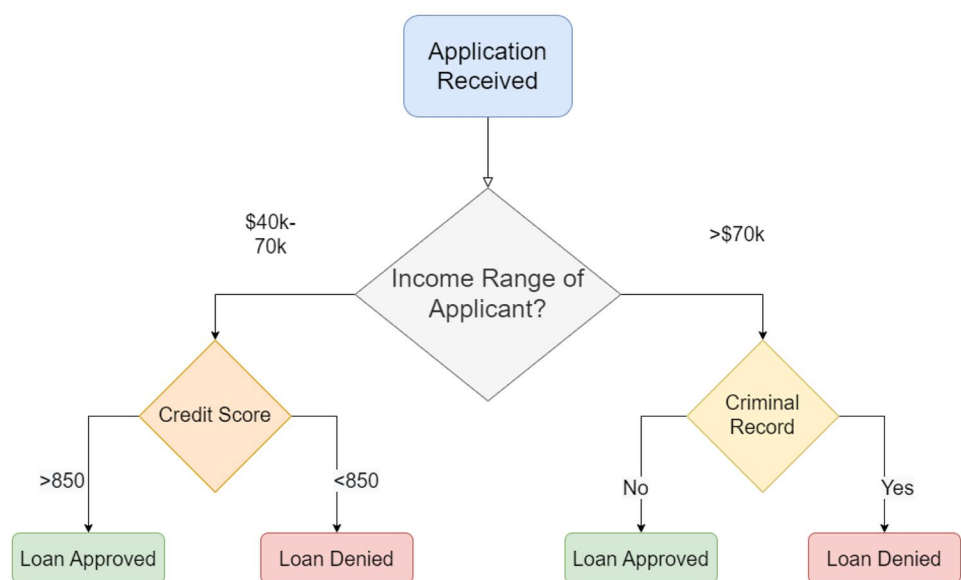 Application
Received
$40k-
70k
>$70k
Income Range of
Applicant?
Credit Score
Criminal
Record
>850
<850
No
Yes
Loan Approved
Loan Denied
Loan Approved
Loan Denied